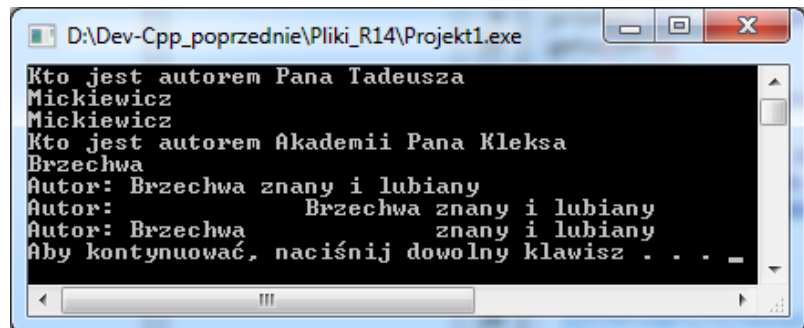 D:\Dev-Cpp_poprzednie\Pliki_R14\Projekt1.exe
Kto jest autorem Pana Tadeusza
Mickiewicz
Mickiewicz
Kto jest autorem Akademii Pana Kleksa
Brzechwa
Autor: Brzechwa znany i lubiany
Autor:                Brzechwa znany i lubiany
Autor: Brzechwa             znany i lubiany
Aby kontynuować, naciśnij dowolny klawisz . . . _